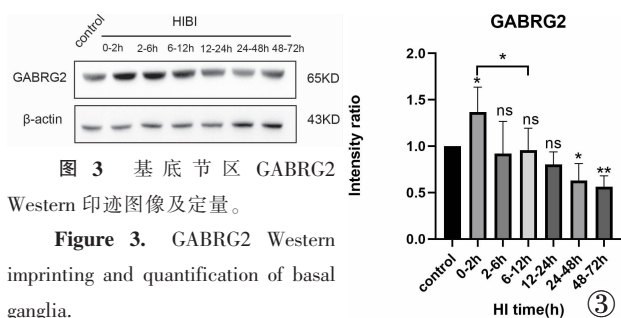 control
HIBI
0-2h 2-6h 6-12h 12-24h 24-48h 48-72h
GABRG2
65KD
β-actin
43KD
图 3 基底节区 GABRG2
Western 印迹图像及定量。
Figure 3. GABRG2 Western
imprinting and quantification of basal
ganglia.
GABRG2
Intensity ratio
2.0
1.5
1.0
0.5
0.0
*
*
ns
ns
ns
*
**
control
0-2h
2-6h
6-12h
12-24h
24-48h
48-72h
HI time(h)
③